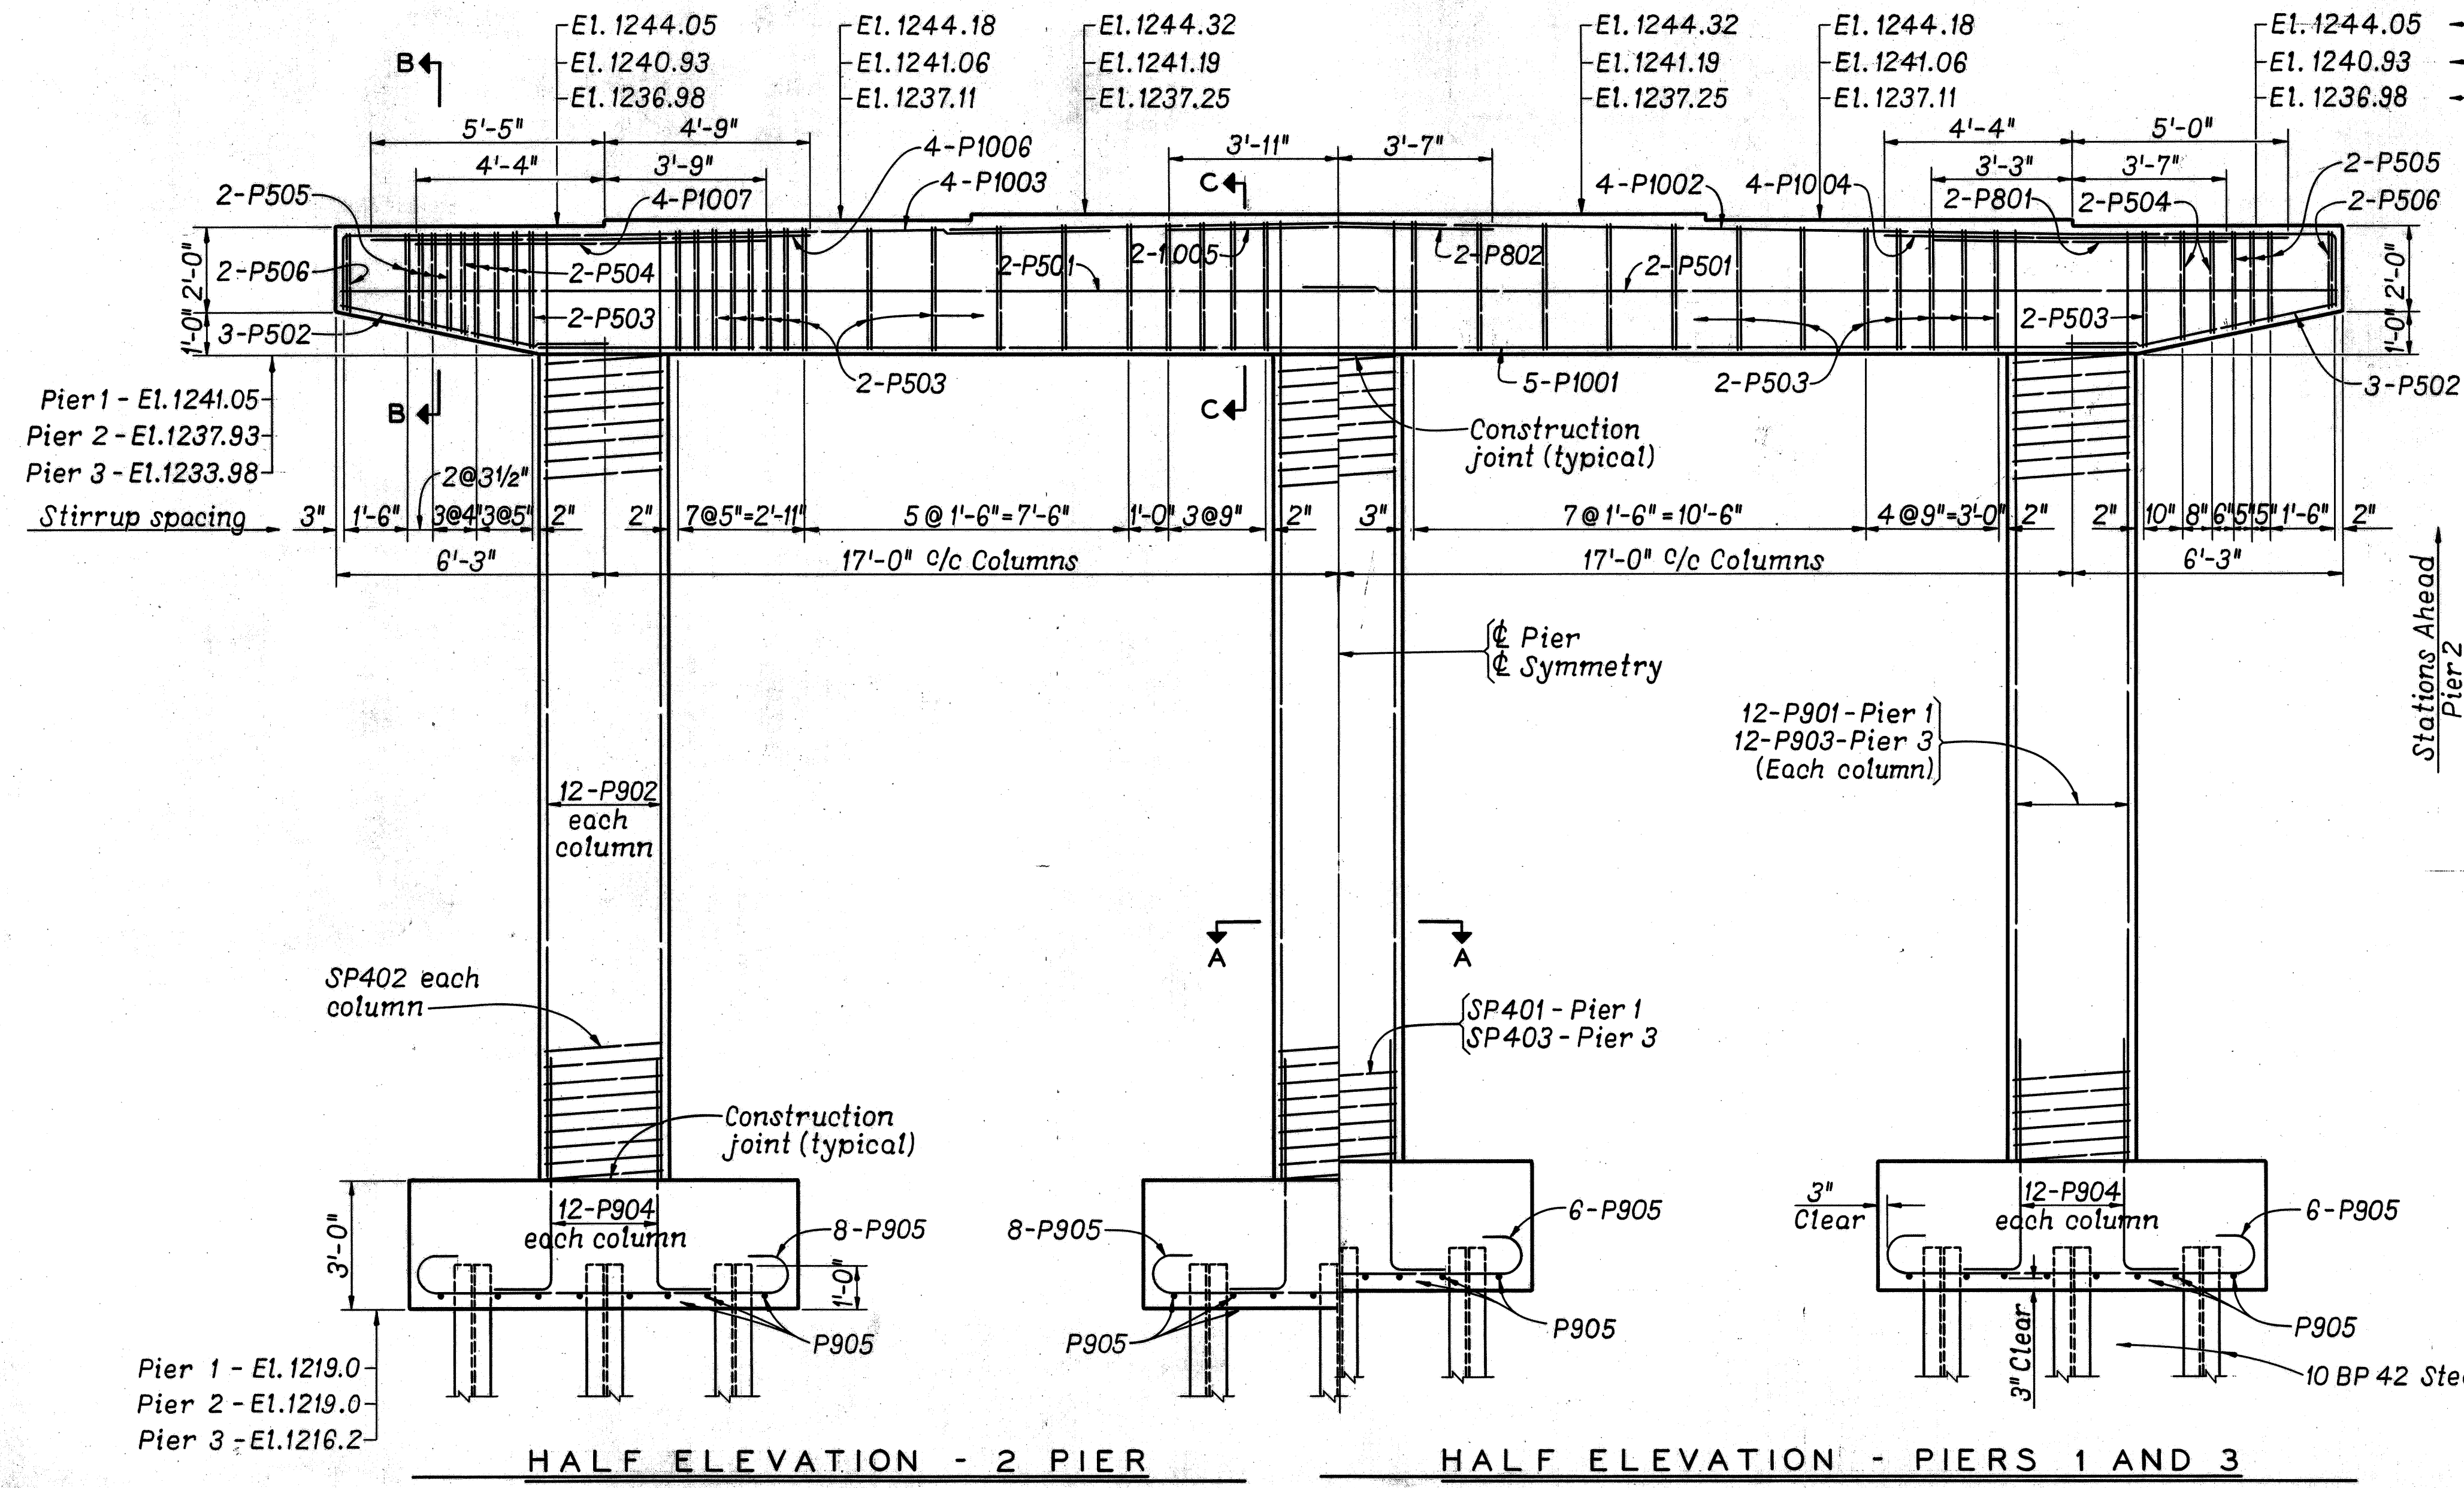 El. 1244.05
El. 1240.93
El. 1236.98
El. 1244.18
El. 1241.06
El. 1237.11
El. 1244.32
El. 1241.19
El. 1237.25
El. 1244.32
El. 1241.19
El. 1237.25
El. 1244.18
El. 1241.06
El. 1237.11
El. 1244.05
El. 1240.93
El. 1236.98
B
5'-5"
4'-9"
4'-4"
3'-9"
4-P1006
4-P1003
4-P1007
3'-11"
3'-7"
C
4-P1002
4-P1004
4'-4"
5'-0"
3'-3"
3'-7"
2-P801
2-P504
2-P505
2-P506
2-P505
2-P506
2'-0"
1'-0"
3-P502
2-P504
2-P503
2-P501
2-1005
2-P802
2-P501
2-P503
2'-0"
1'-0"
3-P502
2-P503
5-P1001
2-P503
B
C
Construction
joint (typical)
Pier 1 - El. 1241.05
Pier 2 - El. 1237.93
Pier 3 - El. 1233.98
2@3½"
Stirrup spacing
3"
1'-6"
3@4"
3@5"
2"
2"
7@5"=2'-11"
5 @ 1'-6"=7'-6"
1'-0"
3@9"
2"
3"
7@1'-6"=10'-6"
4@9"=3'-0"
2"
2"
10"
8"
6"
5"
5"
1'-6"
2"
6'-3"
17'-0" c/c Columns
17'-0" c/c Columns
6'-3"
Stations Ahead
Pier 2
℄ Pier
℄ Symmetry
12-P901-Pier 1
12-P903-Pier 3
(Each column)
12-P902
each
column
A
A
SP402 each
column
SP401-Pier 1
SP403-Pier 3
Construction
joint (typical)
3'-0"
12-P904
each column
8-P905
1'-0"
P905
8-P905
P905
6-P905
P905
3"
Clear
12-P904
each column
6-P905
P905
3" Clear
10 BP 42
Pier 1 - El. 1219.0
Pier 2 - El. 1219.0
Pier 3 - El. 1216.2
HALF ELEVATION - 2 PIER
HALF ELEVATION - PIERS 1 AND 3